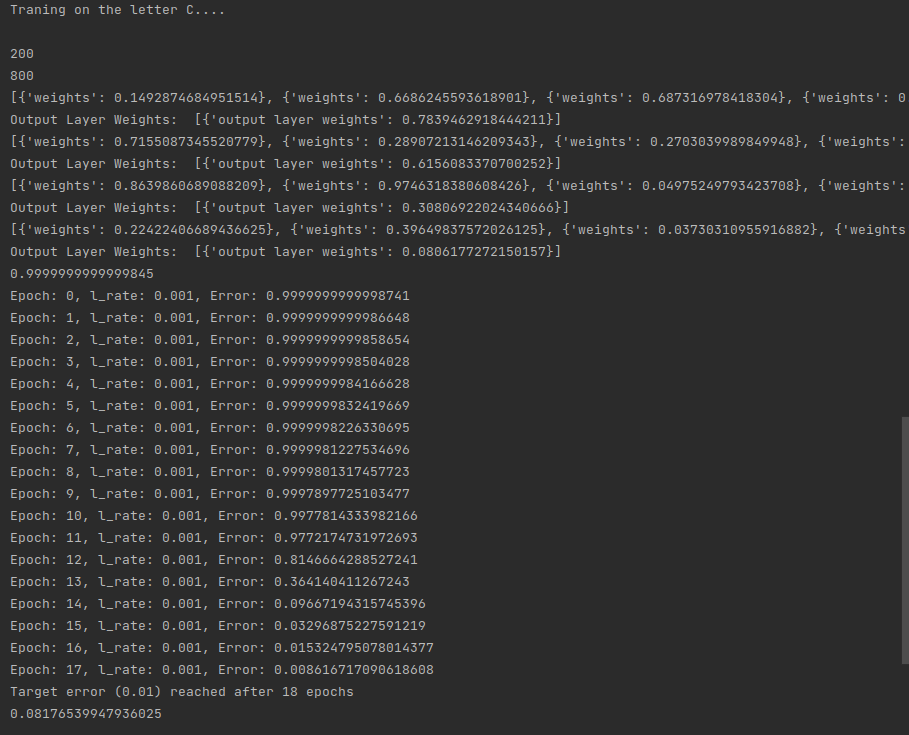 Traning on the letter C....
200
800
[{'weights': 0.1492874684951514}, {'weights': 0.6686245593618901}, {'weights': 0.687316978418304}, {'weights': 0
Output Layer Weights:  [{'output layer weights': 0.7839462918444211}]
[{'weights': 0.7155087345520779}, {'weights': 0.28907213146209343}, {'weights': 0.2703039989849948}, {'weights':
Output Layer Weights:  [{'output layer weights': 0.6156083370700252}]
[{'weights': 0.8639860689088209}, {'weights': 0.9746318380608426}, {'weights': 0.04975249793423708}, {'weights':
Output Layer Weights:  [{'output layer weights': 0.30806922024340666}]
[{'weights': 0.22422406689436625}, {'weights': 0.39649837572026125}, {'weights': 0.03730310955916882}, {'weights
Output Layer Weights:  [{'output layer weights': 0.0806177272150157}]
0.9999999999999845
Epoch: 0, l_rate: 0.001, Error: 0.9999999999998741
Epoch: 1, l_rate: 0.001, Error: 0.9999999999986648
Epoch: 2, l_rate: 0.001, Error: 0.9999999999858654
Epoch: 3, l_rate: 0.001, Error: 0.9999999998504028
Epoch: 4, l_rate: 0.001, Error: 0.9999999984166628
Epoch: 5, l_rate: 0.001, Error: 0.9999999832419669
Epoch: 6, l_rate: 0.001, Error: 0.9999998226330695
Epoch: 7, l_rate: 0.001, Error: 0.9999981227534696
Epoch: 8, l_rate: 0.001, Error: 0.9999801317457723
Epoch: 9, l_rate: 0.001, Error: 0.9997897725103477
Epoch: 10, l_rate: 0.001, Error: 0.9977814333982166
Epoch: 11, l_rate: 0.001, Error: 0.9772174731972693
Epoch: 12, l_rate: 0.001, Error: 0.8146664288527241
Epoch: 13, l_rate: 0.001, Error: 0.364140411267243
Epoch: 14, l_rate: 0.001, Error: 0.09667194315745396
Epoch: 15, l_rate: 0.001, Error: 0.03296875227591219
Epoch: 16, l_rate: 0.001, Error: 0.015324795078014377
Epoch: 17, l_rate: 0.001, Error: 0.008616717090618608
Target error (0.01) reached after 18 epochs
0.08176539947936025